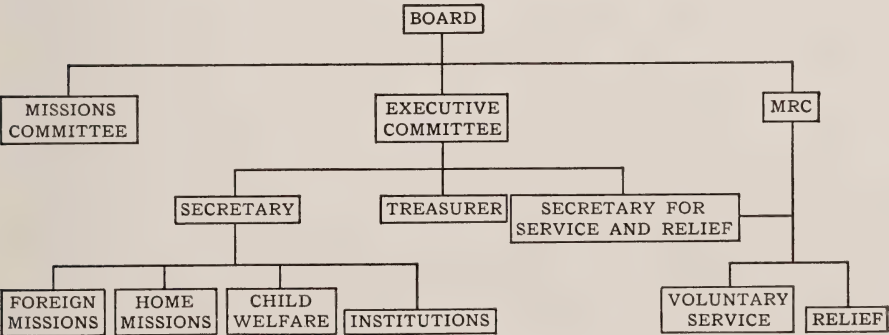 BOARD
MISSIONS
COMMITTEE
EXECUTIVE
COMMITTEE
MRC
SECRETARY
TREASURER
SECRETARY FOR
SERVICE AND RELIEF
FOREIGN
MISSIONS
HOME
MISSIONS
CHILD
WELFARE
INSTITUTIONS
VOLUNTARY
SERVICE
RELIEF